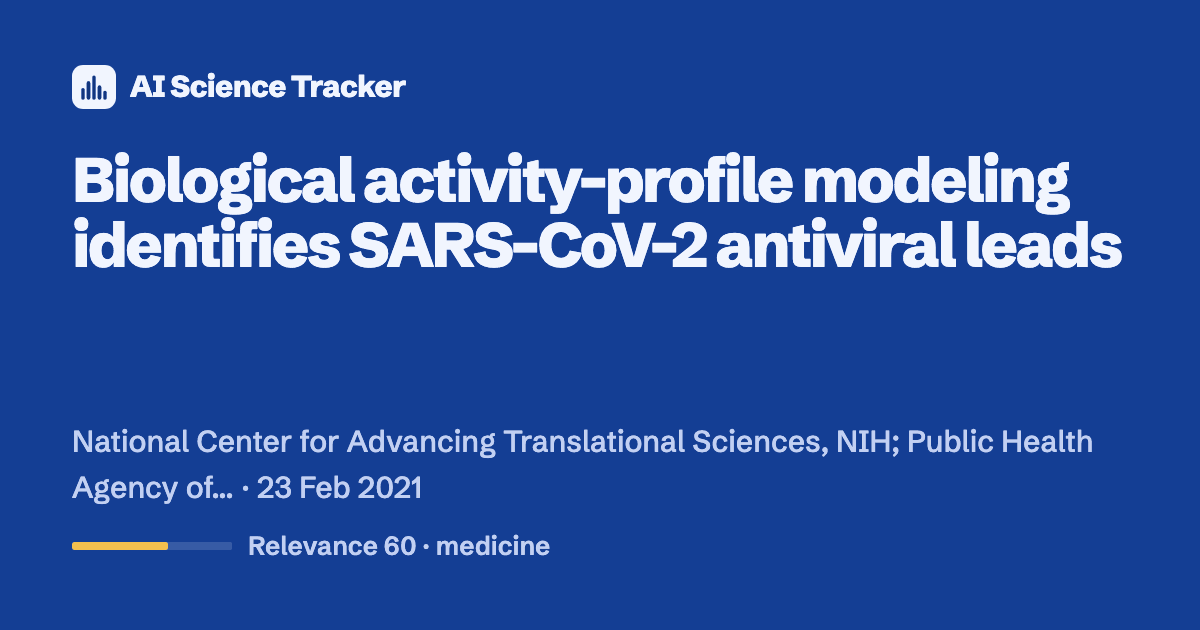 AI Science Tracker
Biological activity-profile modeling
identifies SARS-CoV-2 antiviral leads
National Center for Advancing Translational Sciences, NIH; Public Health
Agency of... · 23 Feb 2021
Relevance 60 · medicine